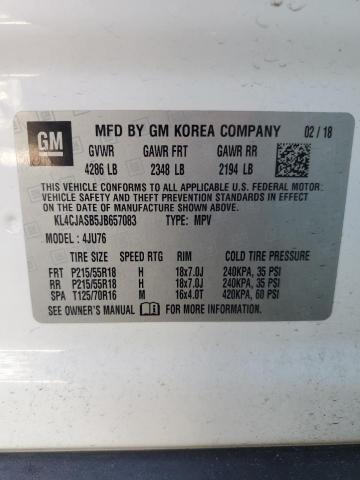 GM
MFD BY GM KOREA COMPANY 02 / 18
GVWR GAWR FRT GAWR RR
4286 LB 2348 LB 2194 LB
THIS VEHICLE CONFORMS TO ALL APPLICABLE U.S. FEDERAL MOTOR
VEHICLE SAFETY, BUMPER, AND THEFT PREVENTION STANDARDS IN EFFECT ON
THE DATE OF MANUFACTURE SHOWN ABOVE.
KL4CJASB5JB657083 TYPE: MPV
MODEL: 4JU76
TIRE SIZE SPEED RTG RIM COLD TIRE PRESSURE
FRT P215/55R18 H 18x7.0J 240KPA, 35 PSI
RR P215/55R18 H 18x7.0J 240KPA, 35 PSI
SPA T125/70R16 M 16x4.0T 420KPA, 60 PSI
SEE OWNER'S MANUAL FOR MORE INFORMATION